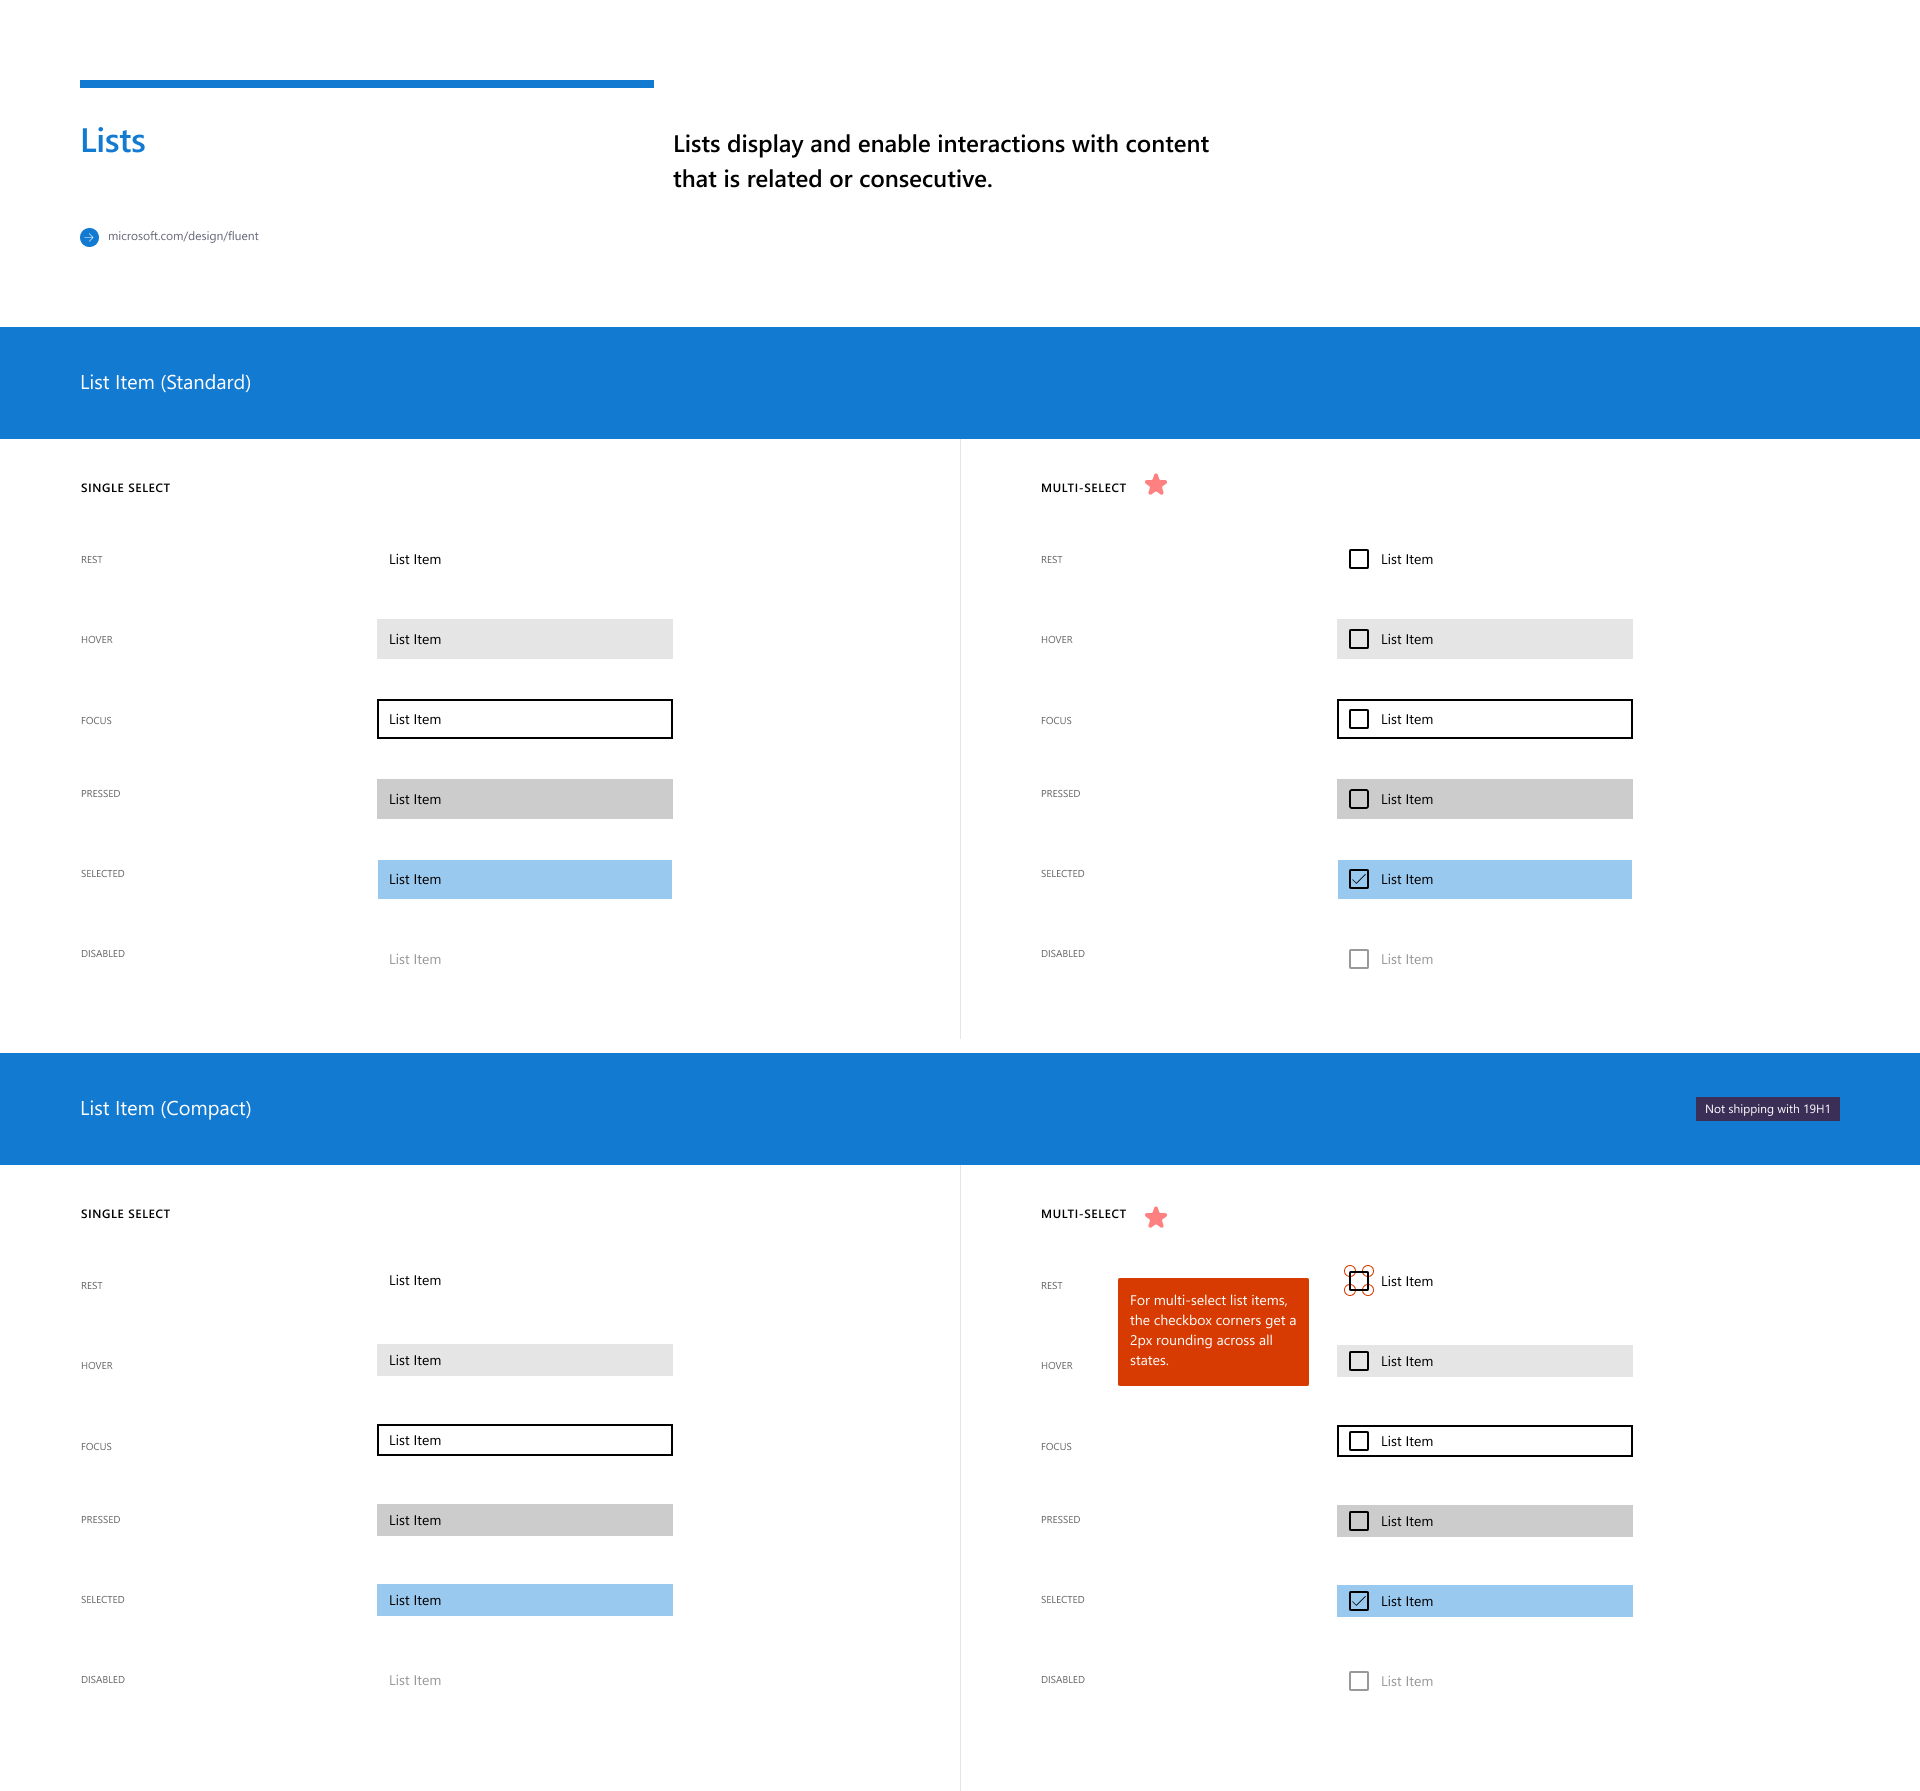 Lists
Lists display and enable interactions with content
that is related or consecutive.
microsoft.com/design/fluent
List Item (Standard)
SINGLE SELECT
REST
List Item
HOVER
List Item
FOCUS
List Item
PRESSED
List Item
SELECTED
List Item
DISABLED
List Item
MULTI-SELECT
REST
List Item
HOVER
List Item
FOCUS
List Item
PRESSED
List Item
SELECTED
List Item
DISABLED
List Item
List Item (Compact)
Not shipping with 19H1
SINGLE SELECT
REST
List Item
HOVER
List Item
FOCUS
List Item
PRESSED
List Item
SELECTED
List Item
DISABLED
List Item
MULTI-SELECT
REST
List Item
For multi-select list items,
the checkbox corners get a
2px rounding across all
states.
HOVER
List Item
FOCUS
List Item
PRESSED
List Item
SELECTED
List Item
DISABLED
List Item